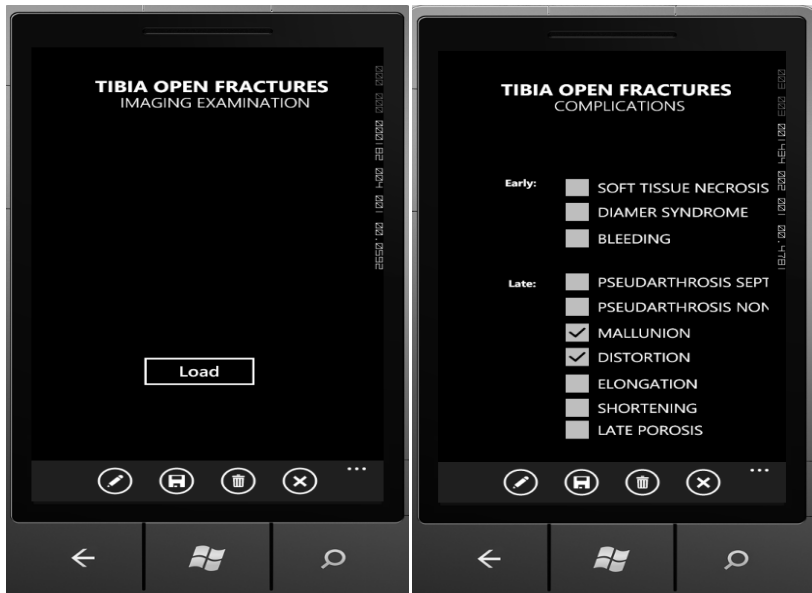 TIBIA OPEN FRACTURES
IMAGING EXAMINATION
Load
...
TIBIA OPEN FRACTURES
COMPLICATIONS
Early:
SOFT TISSUE NECROSIS
DIAMER SYNDROME
BLEEDING
Late:
PSEUDARTHROSIS SEPT
PSEUDARTHROSIS NON
MALLUNION
DISTORTION
ELONGATION
SHORTENING
LATE POROSIS
...